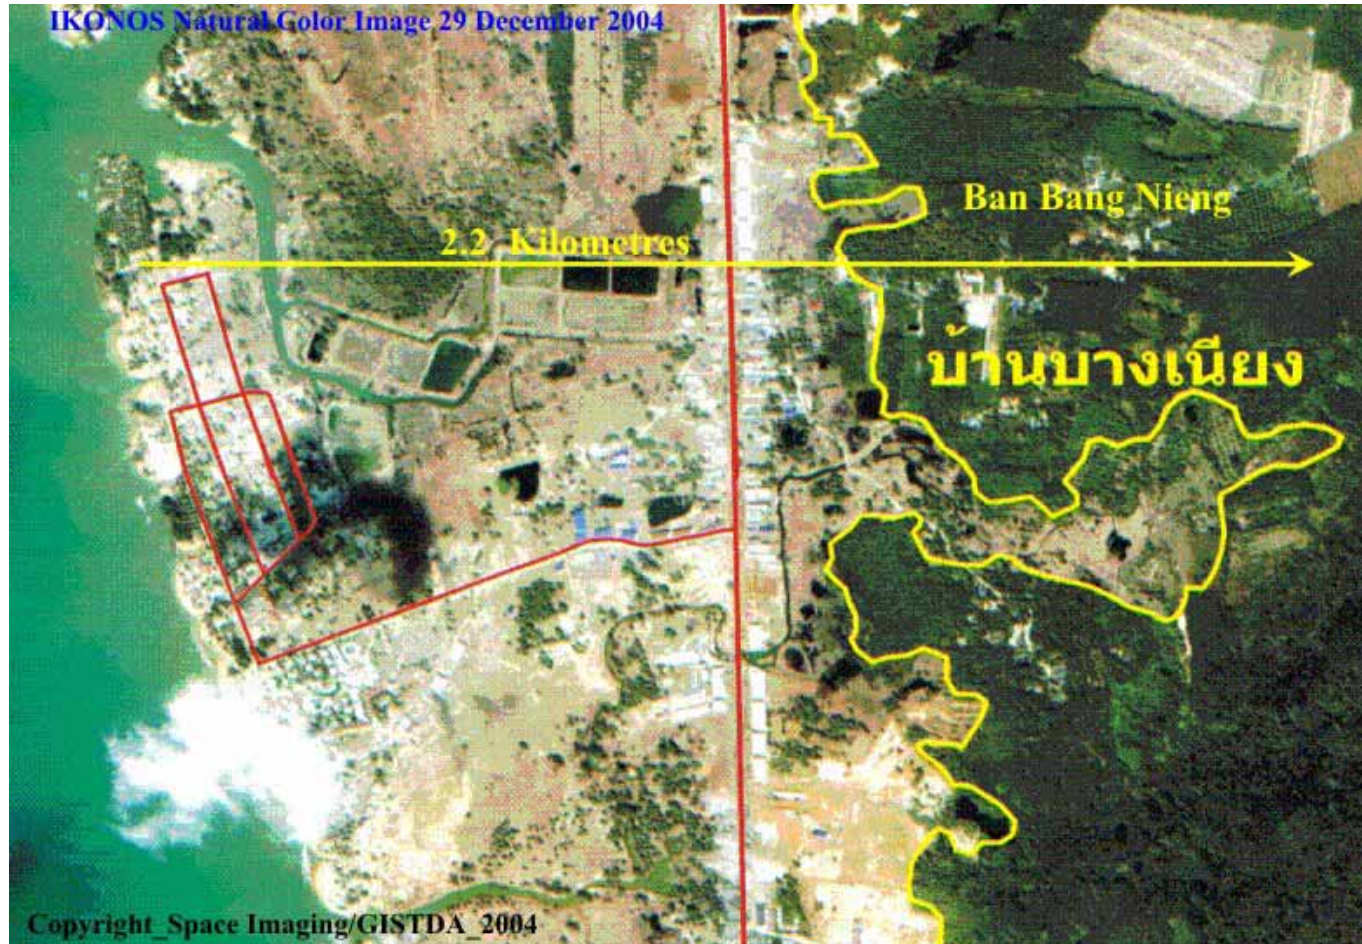 IKONOS Natural Color Image 29 December 2004
Ban Bang Nieng
2.2 Kilometres
บ้านบางเนียง
Copyright_Space Imaging/GISTDA_2004